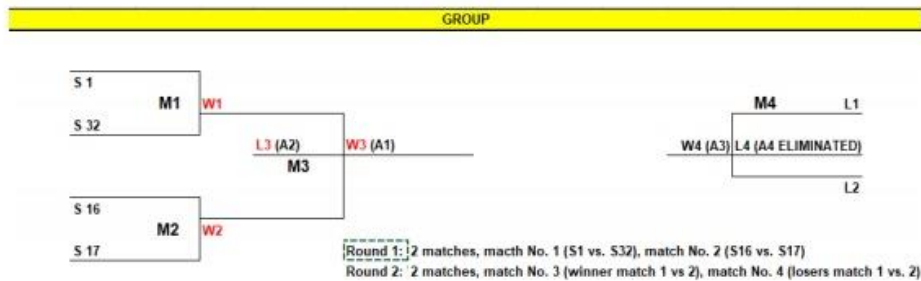 GROUP
S 1
M1 W1
S 32
L3 (A2) W3 (A1)
M3
S 16
M2 W2
S 17
M4 L1
W4 (A3) L4 (A4 ELIMINATED)
L2
Round 1: 2 matches, macth No. 1 (S1 vs. S32), match No. 2 (S16 vs. S17)
Round 2: 2 matches, match No. 3 (winner match 1 vs 2), match No. 4 (losers match 1 vs. 2)